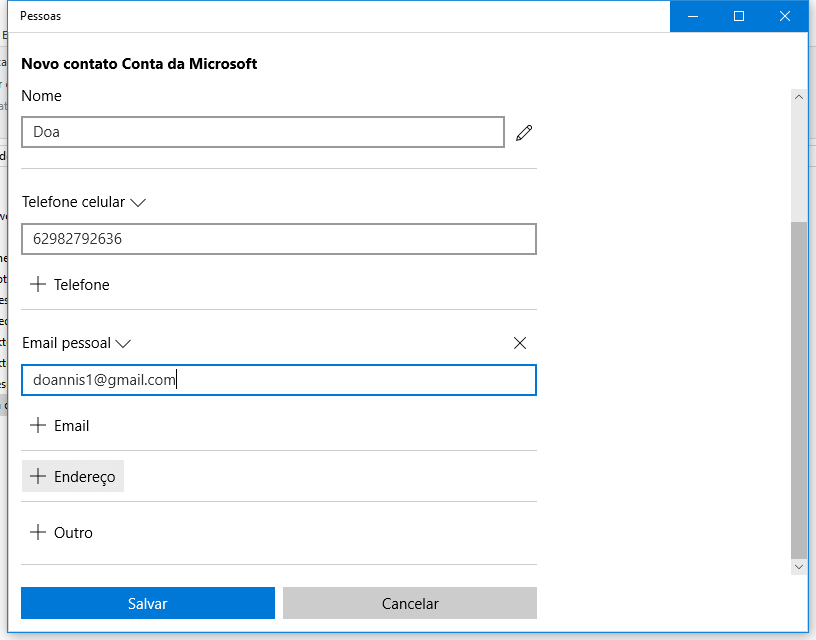 Pessoas
Novo contato Conta da Microsoft
Nome
Doa
Telefone celular
62982792636
Telefone
Email pessoal
doannis1@gmail.com
Email
Endereço
Outro
Salvar
Cancelar